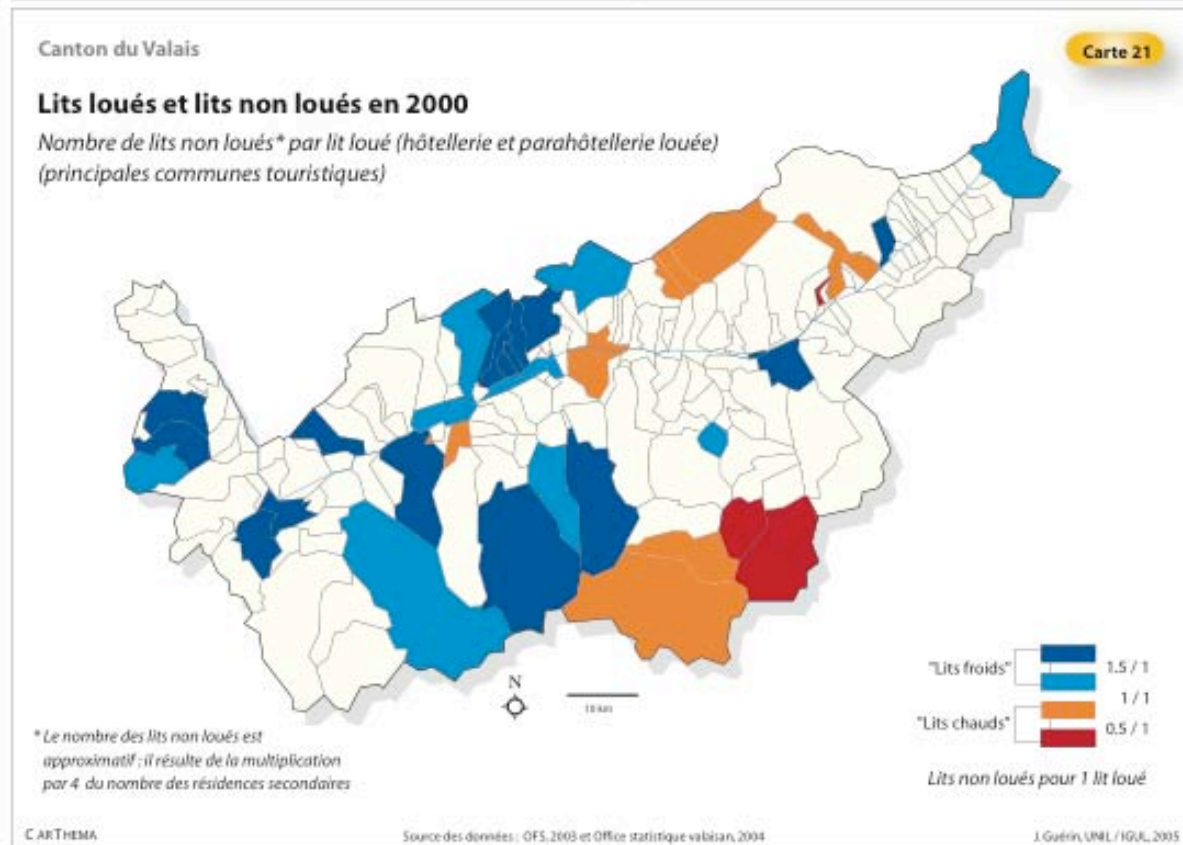 Canton du Valais
Carte 21
Lits loués et lits non loués en 2000
Nombre de lits non loués* par lit loué (hôtellerie et parahôtellerie louée)
(principales communes touristiques)
N
10 km
"Lits froids"
1.5 / 1
1 / 1
"Lits chauds"
0.5 / 1
Lits non loués pour 1 lit loué
* Le nombre des lits non loués est
approximatif : il résulte de la multiplication
par 4 du nombre des résidences secondaires
CARTHEMA
Source des données : OFS, 2003 et Office statistique valaisan, 2004
J. Guérin, UNIL / IGUL, 2005